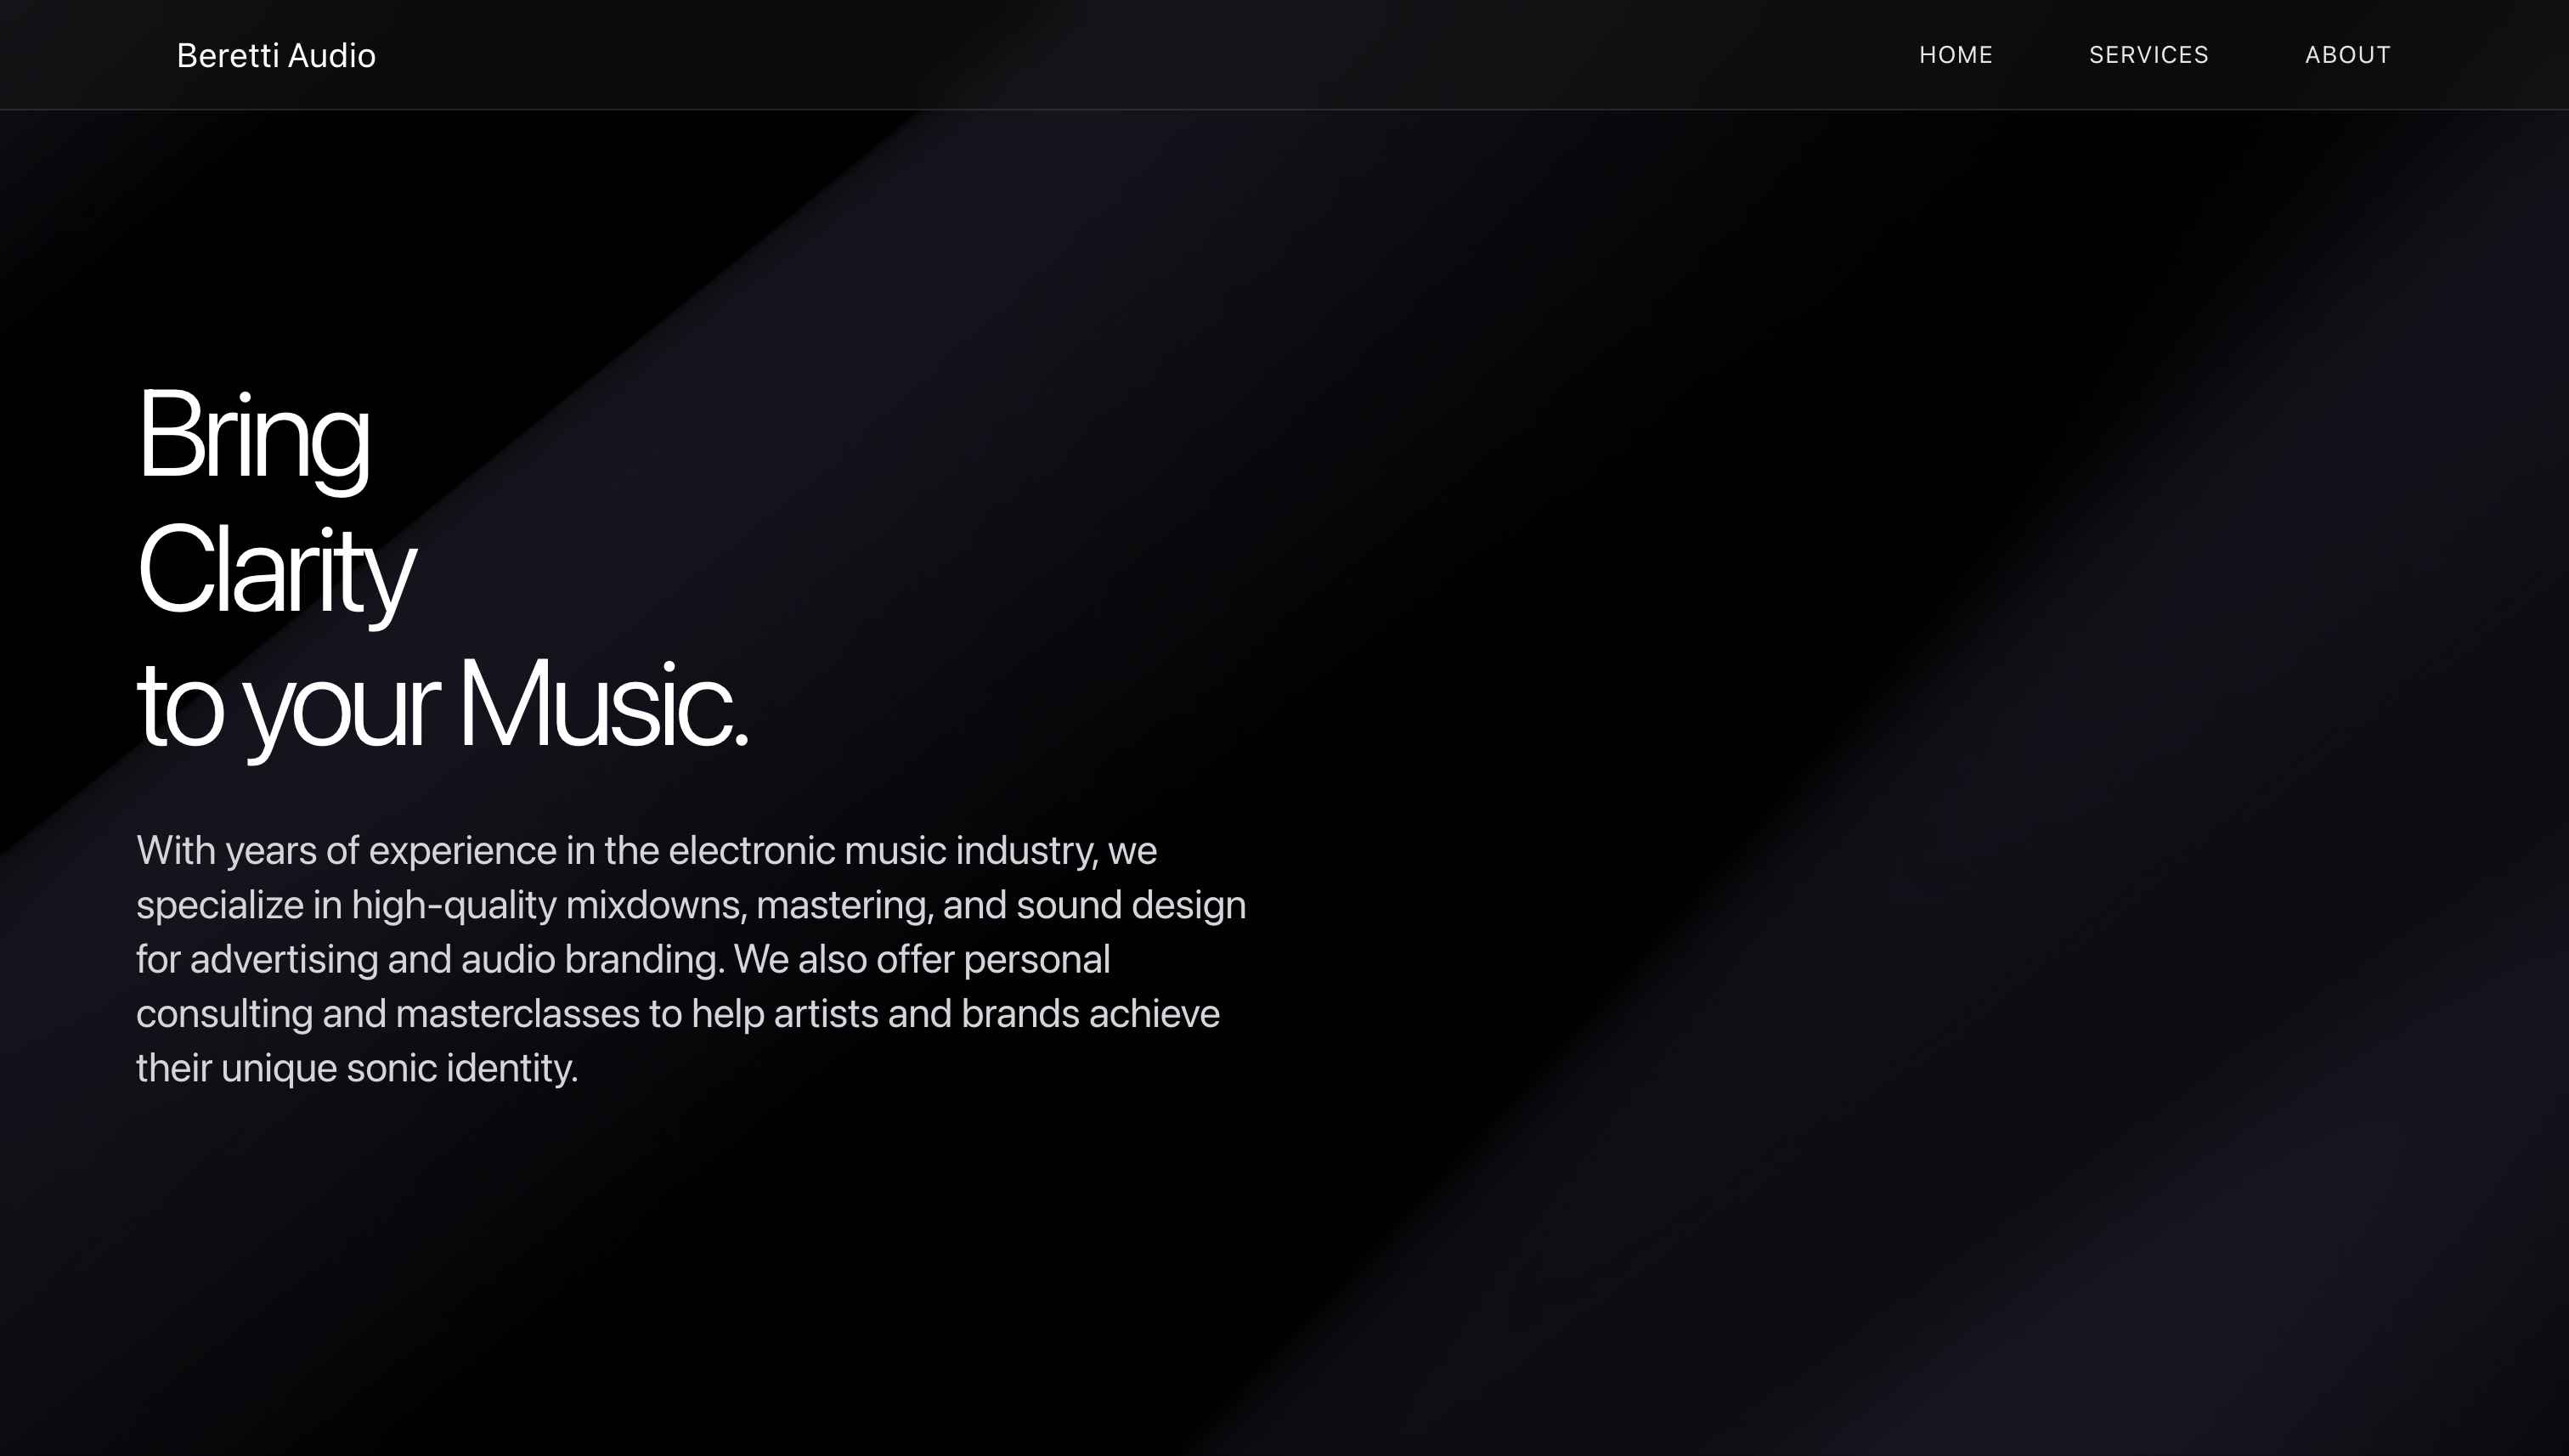 Beretti Audio
HOME SERVICES ABOUT
Bring
Clarity
to your Music.
With years of experience in the electronic music industry, we
specialize in high-quality mixdowns, mastering, and sound design
for advertising and audio branding. We also offer personal
consulting and masterclasses to help artists and brands achieve
their unique sonic identity.